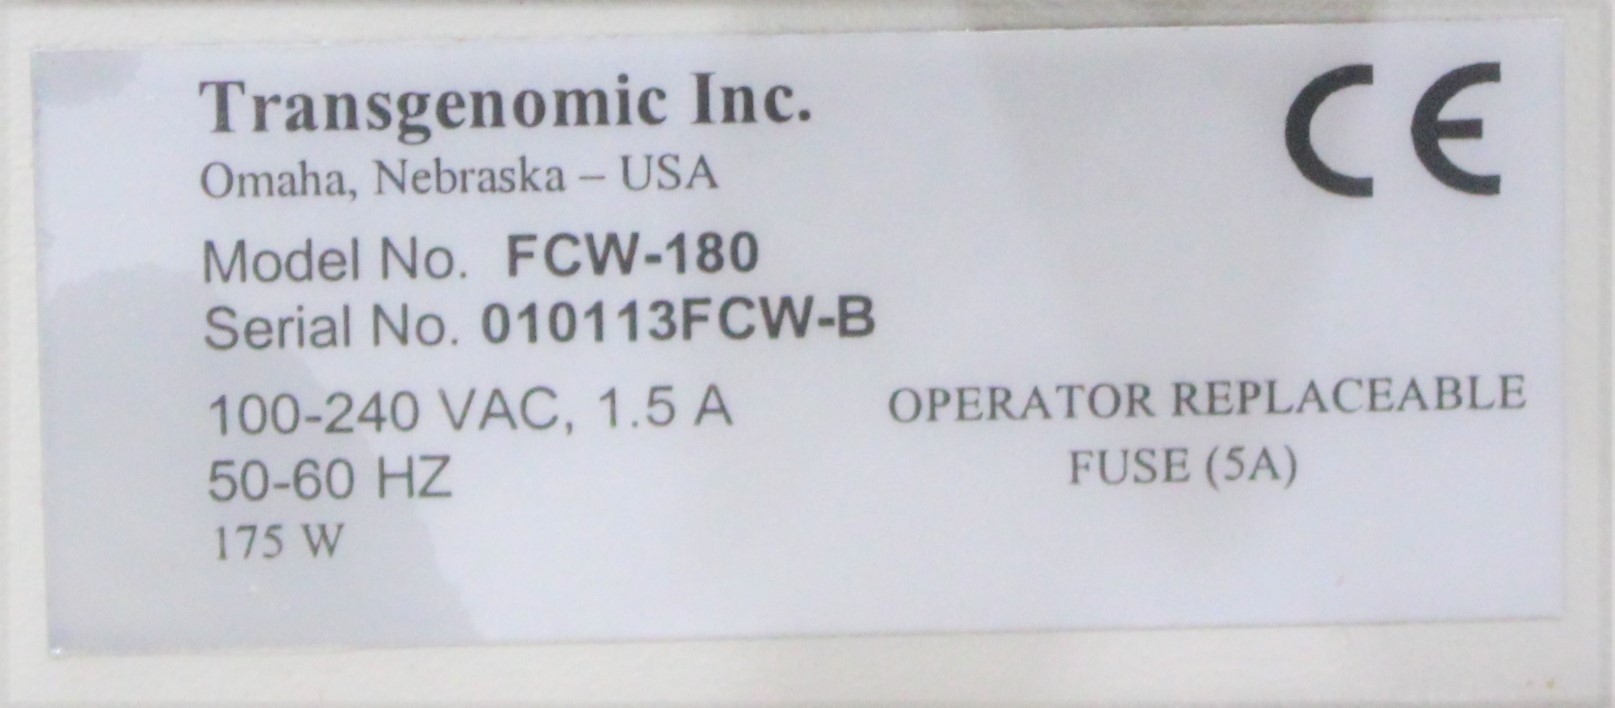 Transgenomic Inc.
CE
Omaha, Nebraska – USA
Model No. FCW-180
Serial No. 010113FCW-B
100-240 VAC, 1.5 A
50-60 HZ
175 W
OPERATOR REPLACEABLE
FUSE (5A)